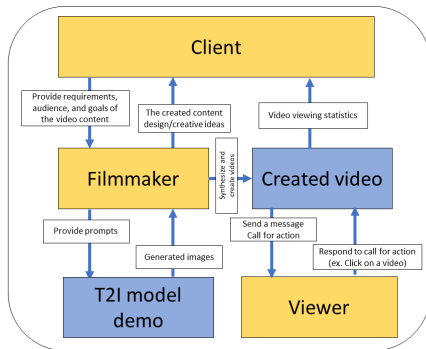 Client
Provide requirements,
audience, and goals of
the video content
The created content
design/creative ideas
Video viewing statistics
Filmmaker
Synthesize and
create videos
Created video
Provide prompts
Generated images
Send a message
Call for action
Respond to call for action
(ex. Click on a video)
T2I model
demo
Viewer